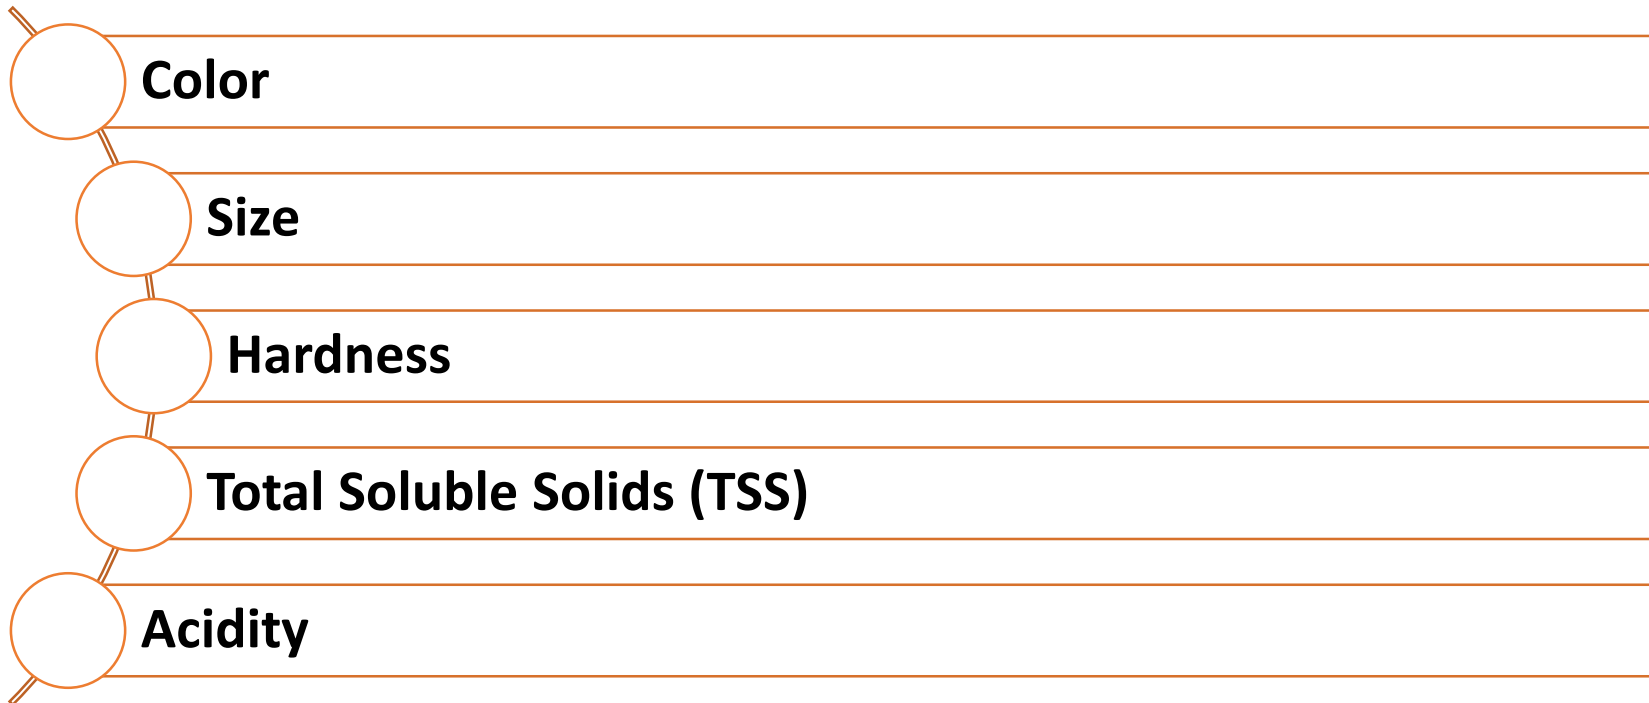 Color
Size
Hardness
Total Soluble Solids (TSS)
Acidity